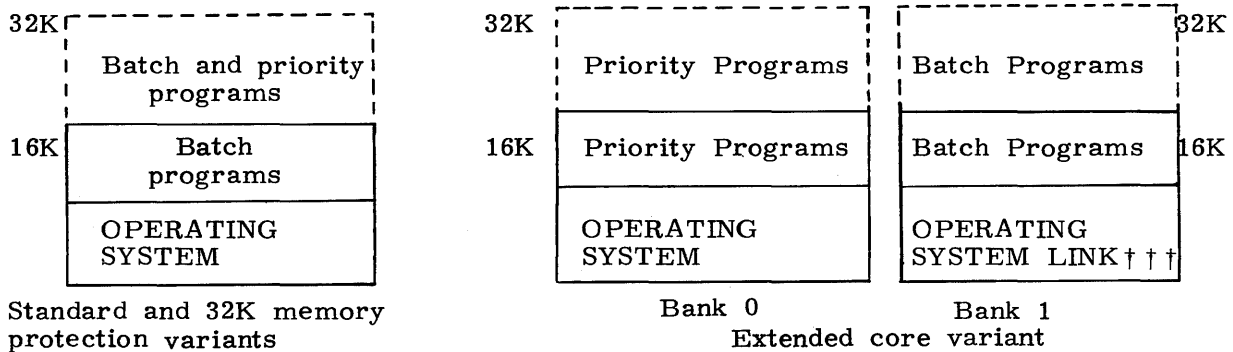 32K
Batch and priority
programs
16K
Batch
programs
OPERATING
SYSTEM
Standard and 32K memory
protection variants
32K
Priority Programs
16K
Priority Programs
OPERATING
SYSTEM
Bank 0
32K
Batch Programs
Batch Programs
16K
OPERATING
SYSTEM LINK†††
Bank 1
Extended core variant